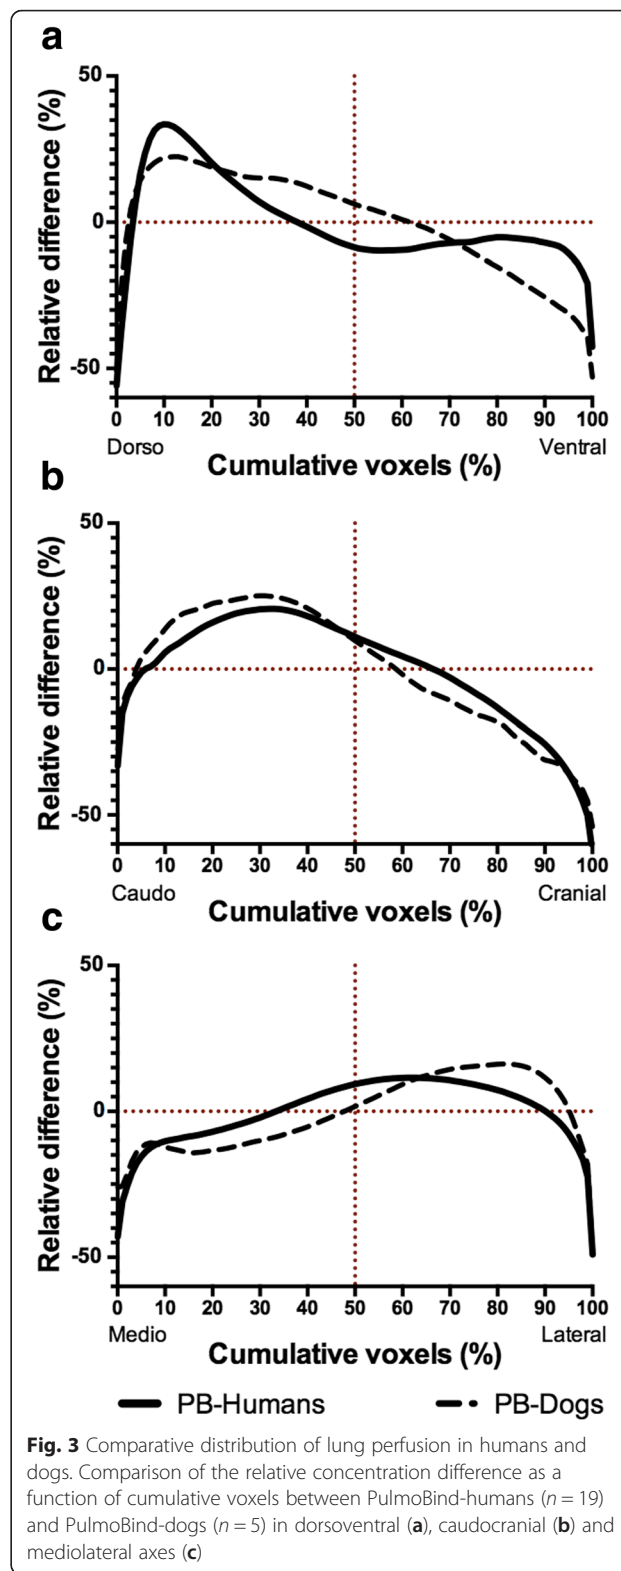 a
Relative difference (%)
50
0
-50
0 10 20 30 40 50 60 70 80 90 100
Dorso Ventral
Cumulative voxels (%)
b
Relative difference (%)
50
0
-50
0 10 20 30 40 50 60 70 80 90 100
Caudo Cranial
Cumulative voxels (%)
c
Relative difference (%)
50
0
-50
0 10 20 30 40 50 60 70 80 90 100
Medio Lateral
Cumulative voxels (%)
PB-Humans PB-Dogs
Fig. 3 Comparative distribution of lung perfusion in humans and
dogs. Comparison of the relative concentration difference as a
function of cumulative voxels between PulmoBind-humans (n = 19)
and PulmoBind-dogs (n = 5) in dorsoventral (a), caudocranial (b) and
mediolateral axes (c)